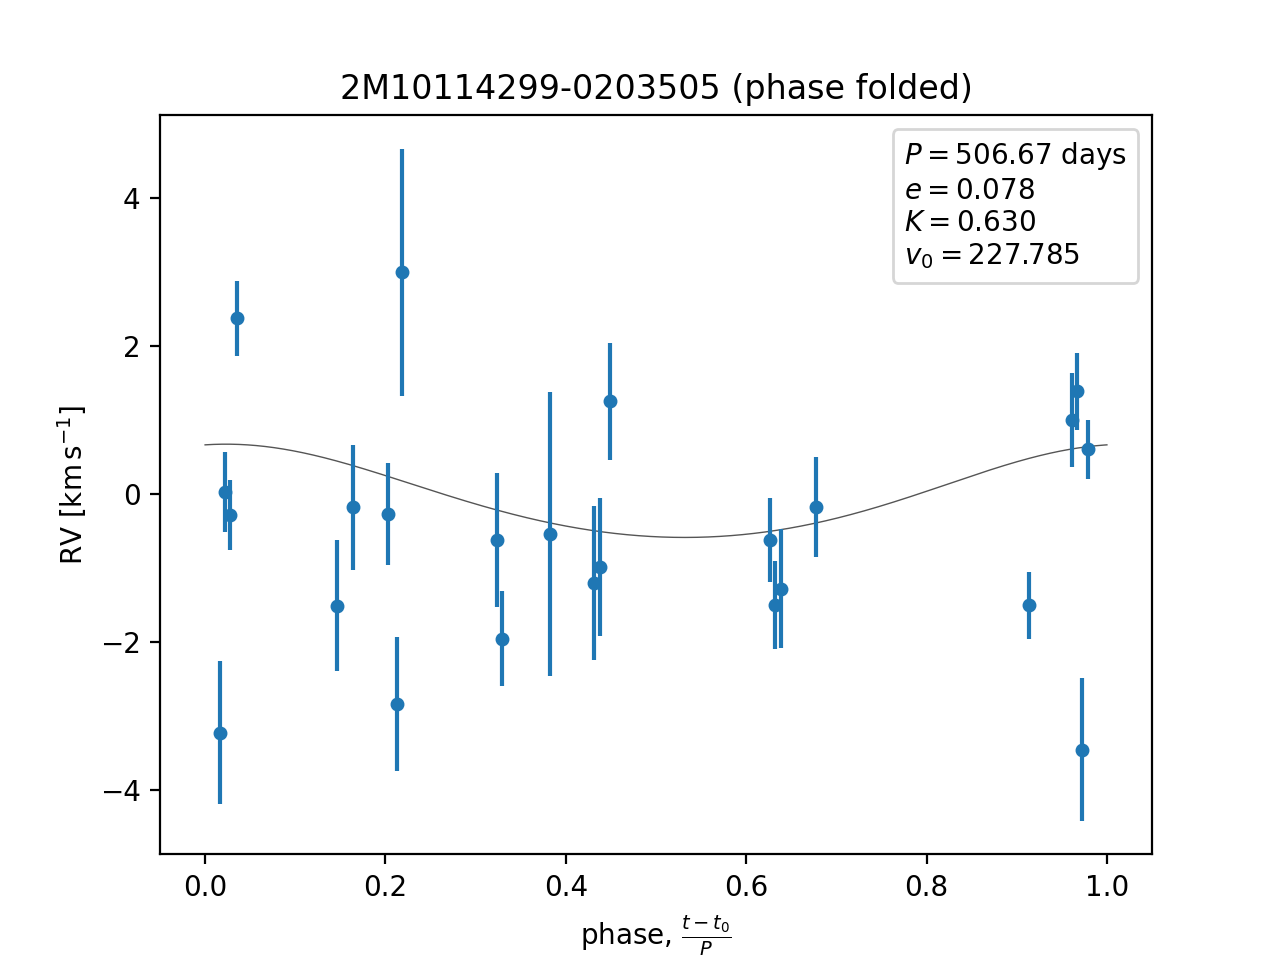 2M10114299-0203505 (phase folded)
P = 506.67 days
e = 0.078
K = 0.630
v₀ = 227.785
RV [km s⁻¹]
4
2
0
−2
−4
0.0 0.2 0.4 0.6 0.8 1.0
phase, (t − t₀)/P